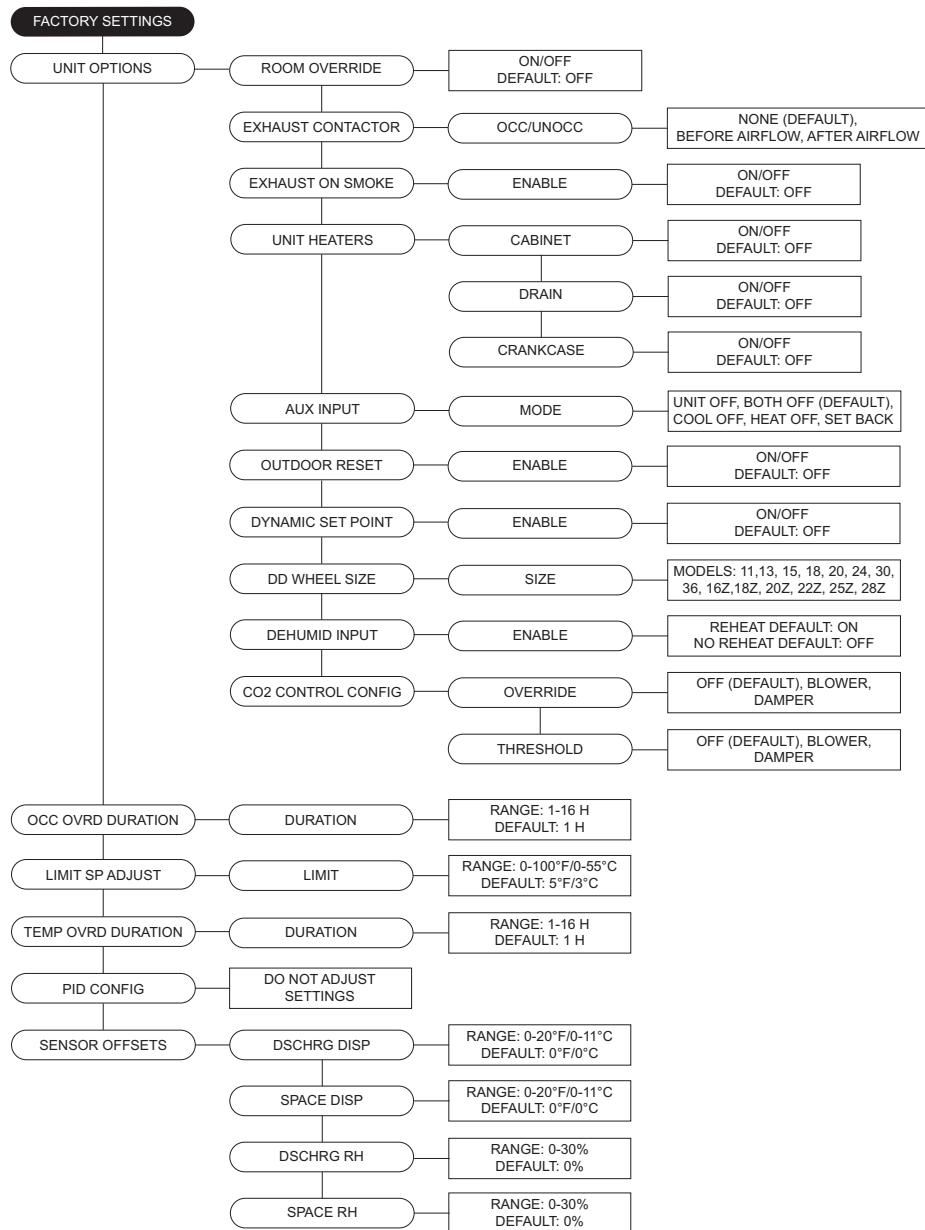 FACTORY SETTINGS
UNIT OPTIONS
ROOM OVERRIDE
ON/OFF
DEFAULT: OFF
EXHAUST CONTACTOR
OCC/UNOCC
NONE (DEFAULT),
BEFORE AIRFLOW, AFTER AIRFLOW
EXHAUST ON SMOKE
ENABLE
ON/OFF
DEFAULT: OFF
UNIT HEATERS
CABINET
ON/OFF
DEFAULT: OFF
DRAIN
ON/OFF
DEFAULT: OFF
CRANKCASE
ON/OFF
DEFAULT: OFF
AUX INPUT
MODE
UNIT OFF, BOTH OFF (DEFAULT),
COOL OFF, HEAT OFF, SET BACK
OUTDOOR RESET
ENABLE
ON/OFF
DEFAULT: OFF
DYNAMIC SET POINT
ENABLE
ON/OFF
DEFAULT: OFF
DD WHEEL SIZE
SIZE
MODELS: 11,13, 15, 18, 20, 24, 30,
36, 16Z,18Z, 20Z, 22Z, 25Z, 28Z
DEHUMID INPUT
ENABLE
REHEAT DEFAULT: ON
NO REHEAT DEFAULT: OFF
CO2 CONTROL CONFIG
OVERRIDE
OFF (DEFAULT), BLOWER,
DAMPER
THRESHOLD
OFF (DEFAULT), BLOWER,
DAMPER
OCC OVRD DURATION
DURATION
RANGE: 1-16 H
DEFAULT: 1 H
LIMIT SP ADJUST
LIMIT
RANGE: 0-100°F/0-55°C
DEFAULT: 5°F/3°C
TEMP OVRD DURATION
DURATION
RANGE: 1-16 H
DEFAULT: 1 H
PID CONFIG
DO NOT ADJUST
SETTINGS
SENSOR OFFSETS
DSCHRG DISP
RANGE: 0-20°F/0-11°C
DEFAULT: 0°F/0°C
SPACE DISP
RANGE: 0-20°F/0-11°C
DEFAULT: 0°F/0°C
DSCHRG RH
RANGE: 0-30%
DEFAULT: 0%
SPACE RH
RANGE: 0-30%
DEFAULT: 0%